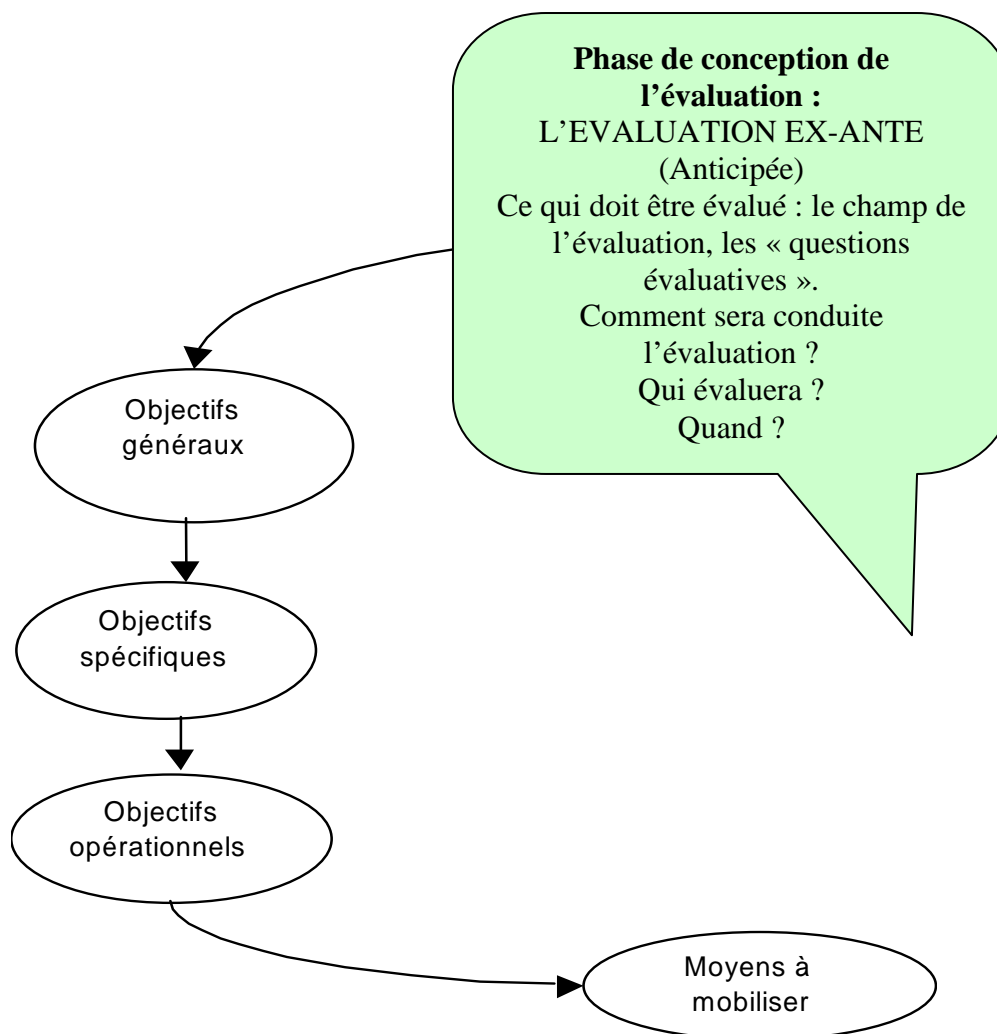 Phase de conception de
l’évaluation :
L’EVALUATION EX-ANTE
(Anticipée)
Ce qui doit être évalué : le champ de
l’évaluation, les « questions
évaluatives ».
Comment sera conduite
l’évaluation ?
Qui évaluera ?
Quand ?
Objectifs
généraux
Objectifs
spécifiques
Objectifs
opérationnels
Moyens à
mobiliser